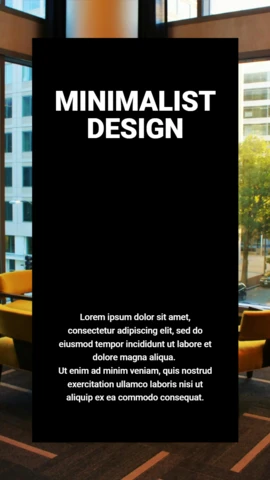 MINIMALIST
DESIGN
Lorem ipsum dolor sit amet,
consectetur adipiscing elit, sed do
eiusmod tempor incididunt ut labore et
dolore magna aliqua.
Ut enim ad minim veniam, quis nostrud
exercitation ullamco laboris nisi ut
aliquip ex ea commodo consequat.